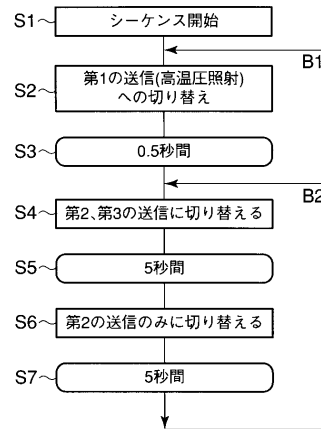 S1 シーケンス開始
B1
S2 第1の送信(高温圧照射)
への切り替え
S3 0.5秒間
B2
S4 第2、第3の送信に切り替える
S5 5秒間
S6 第2の送信のみに切り替える
S7 5秒間